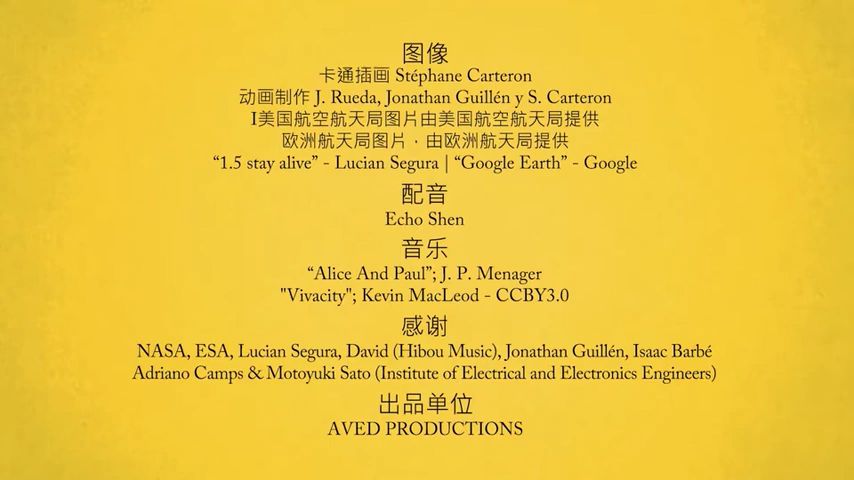 图像
卡通插画 Stéphane Carteron
动画制作 J. Rueda, Jonathan Guillén y S. Carteron
I美国航空航天局图片由美国航空航天局提供
欧洲航天局图片，由欧洲航天局提供
“1.5 stay alive” - Lucian Segura | “Google Earth” - Google
配音
Echo Shen
音乐
“Alice And Paul”; J. P. Menager
"Vivacity"; Kevin MacLeod - CCBY3.0
感谢
NASA, ESA, Lucian Segura, David (Hibou Music), Jonathan Guillén, Isaac Barbé
Adriano Camps & Motoyuki Sato (Institute of Electrical and Electronics Engineers)
出品单位
AVED PRODUCTIONS